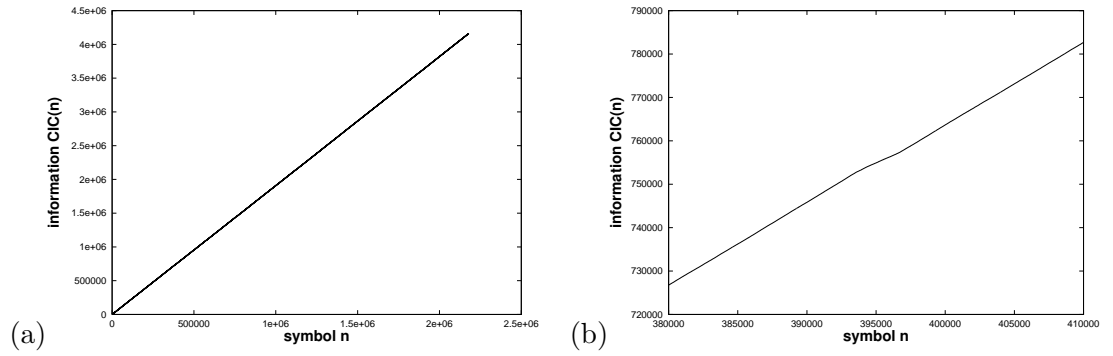 4.5e+06
4e+06
3.5e+06
3e+06
2.5e+06
2e+06
1.5e+06
1e+06
500000
0
information CIC(n)
0 500000 1e+06 1.5e+06 2e+06 2.5e+06
symbol n
(a)
790000
780000
770000
760000
750000
740000
730000
720000
information CIC(n)
380000 385000 390000 395000 400000 405000 410000
symbol n
(b)